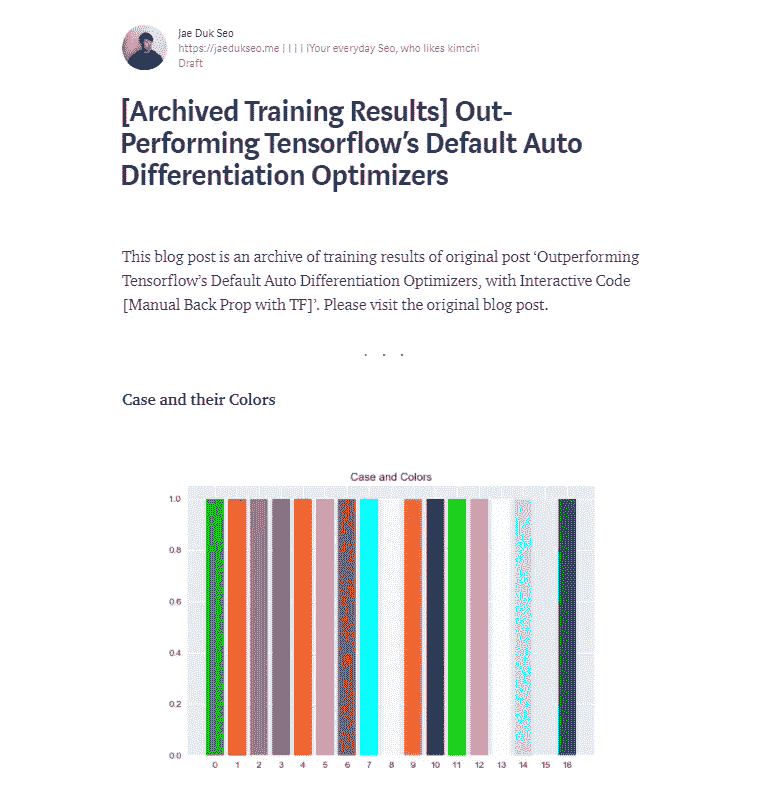 Jae Duk Seo
https://jaedukseo.me | | | | |Your everyday Seo, who likes kimchi
Draft
[Archived Training Results] Out-
Performing Tensorflow's Default Auto
Differentiation Optimizers
This blog post is an archive of training results of original post ‘Outperforming
Tensorflow's Default Auto Differentiation Optimizers, with Interactive Code
[Manual Back Prop with TF]’. Please visit the original blog post.
. . .
Case and their Colors
Case and Colors
1.0
0.8
0.6
0.4
0.2
0.0
0 1 2 3 4 5 6 7 8 9 10 11 12 13 14 15 16